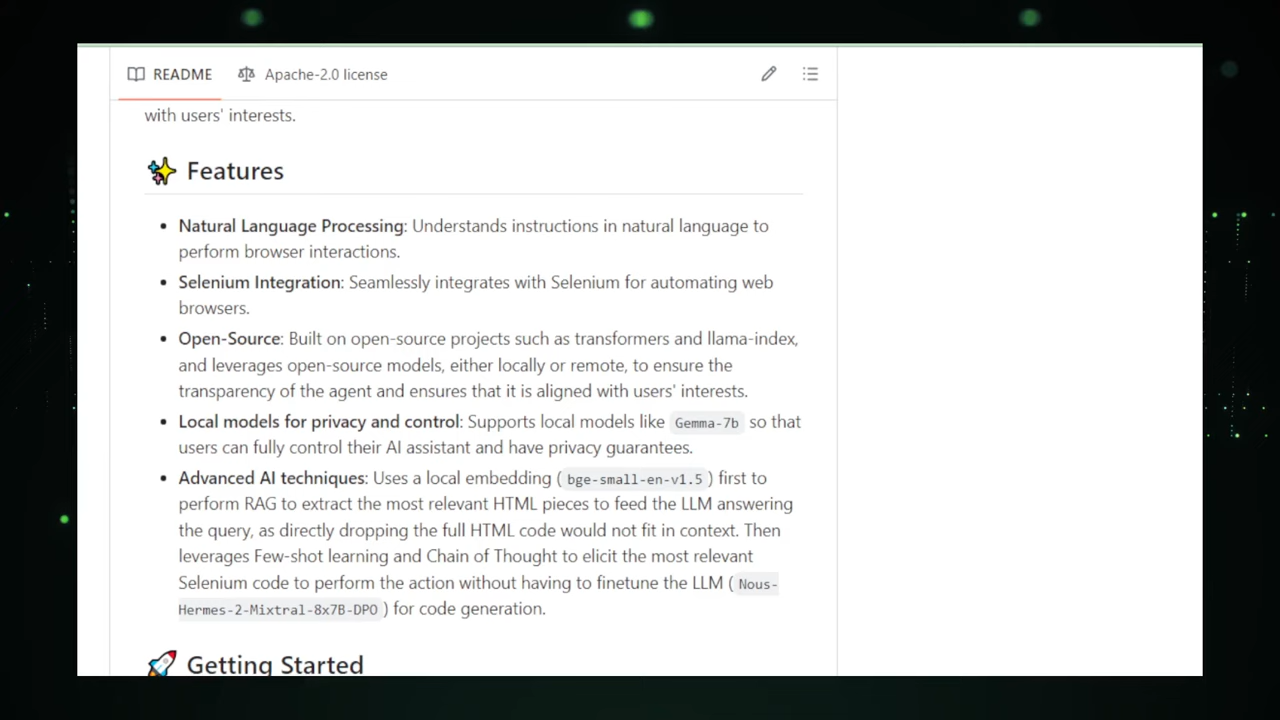 README Apache-2.0 license
with users' interests.
Features
Natural Language Processing: Understands instructions in natural language to
perform browser interactions.
Selenium Integration: Seamlessly integrates with Selenium for automating web
browsers.
Open-Source: Built on open-source projects such as transformers and llama-index,
and leverages open-source models, either locally or remote, to ensure the
transparency of the agent and ensures that it is aligned with users' interests.
Local models for privacy and control: Supports local models like Gemma-7b so that
users can fully control their AI assistant and have privacy guarantees.
Advanced AI techniques: Uses a local embedding ( bge-small-en-v1.5 ) first to
perform RAG to extract the most relevant HTML pieces to feed the LLM answering
the query, as directly dropping the full HTML code would not fit in context. Then
leverages Few-shot learning and Chain of Thought to elicit the most relevant
Selenium code to perform the action without having to finetune the LLM ( Nous-
Hermes-2-Mixtral-8x7B-DPO ) for code generation.
Getting Started